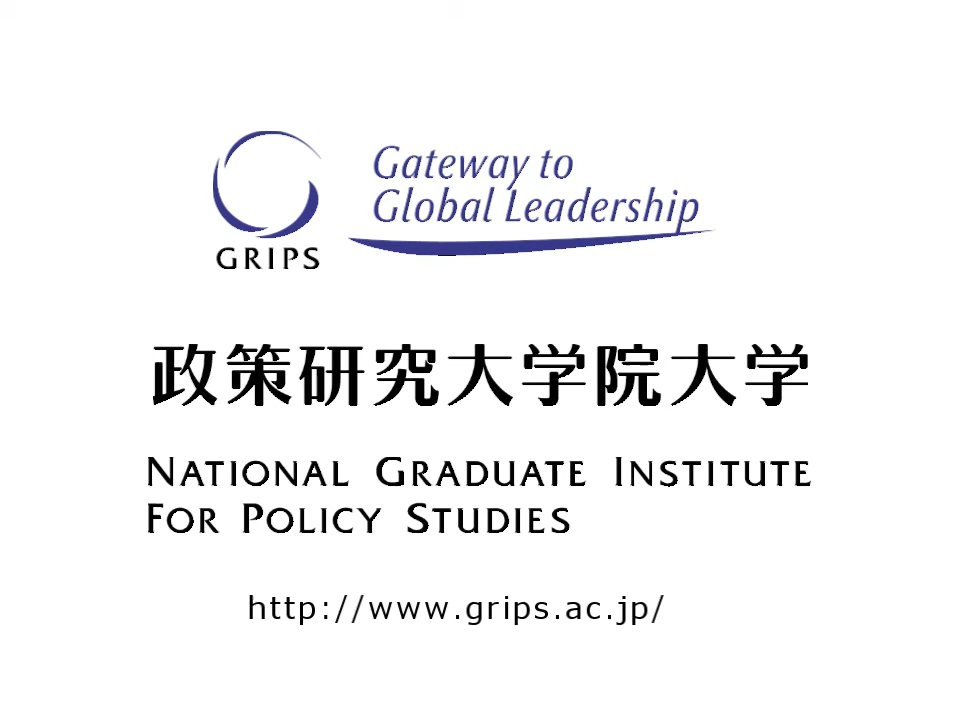 Gateway to
Global Leadership
GRIPS
政策研究大学院大学
NATIONAL GRADUATE INSTITUTE
FOR POLICY STUDIES
http://www.grips.ac.jp/